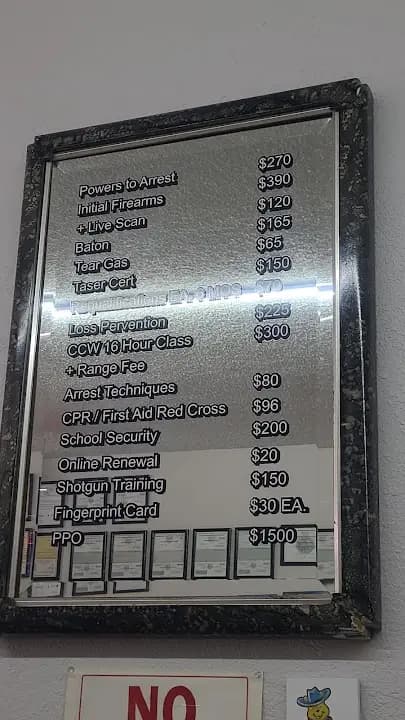 Powers to Arrest $270
Initial Firearms $390
+ Live Scan $120
Baton $165
Tear Gas $65
Taser Cert $150
$70
Loss Pervention $225
CCW 16 Hour Class $300
+ Range Fee
Arrest Techniques $80
CPR / First Aid Red Cross $96
School Security $200
Online Renewal $20
Shotgun Training $150
Fingerprint Card $30 EA.
PPO $1500
NO